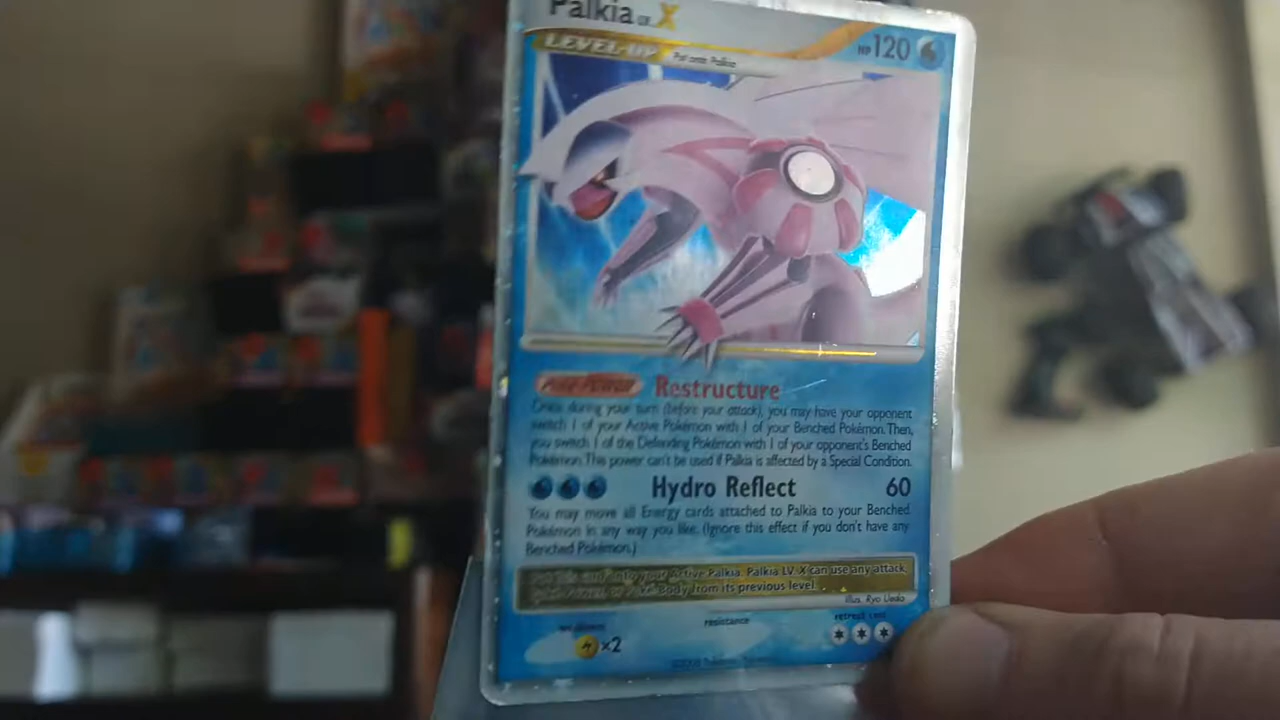 Palkia LV.X
LEVEL-UP Put onto Palkia
HP 120
POKÉ-POWER Restructure
Once during your turn (before your attack), you may have your opponent
switch 1 of your Active Pokémon with 1 of your Benched Pokémon. Then,
you switch 1 of the Defending Pokémon with 1 of your opponent's Benched
Pokémon. This power can't be used if Palkia is affected by a Special Condition.
Hydro Reflect 60
You may move all Energy cards attached to Palkia to your Benched
Pokémon in any way you like. (Ignore this effect if you don't have any
Benched Pokémon.)
Put this card onto your Active Palkia. Palkia LV.X can use any attack,
Poké-Power, or Poké-Body from its previous level.
Illus. Ryo Ueda
weakness resistance retreat cost
×2